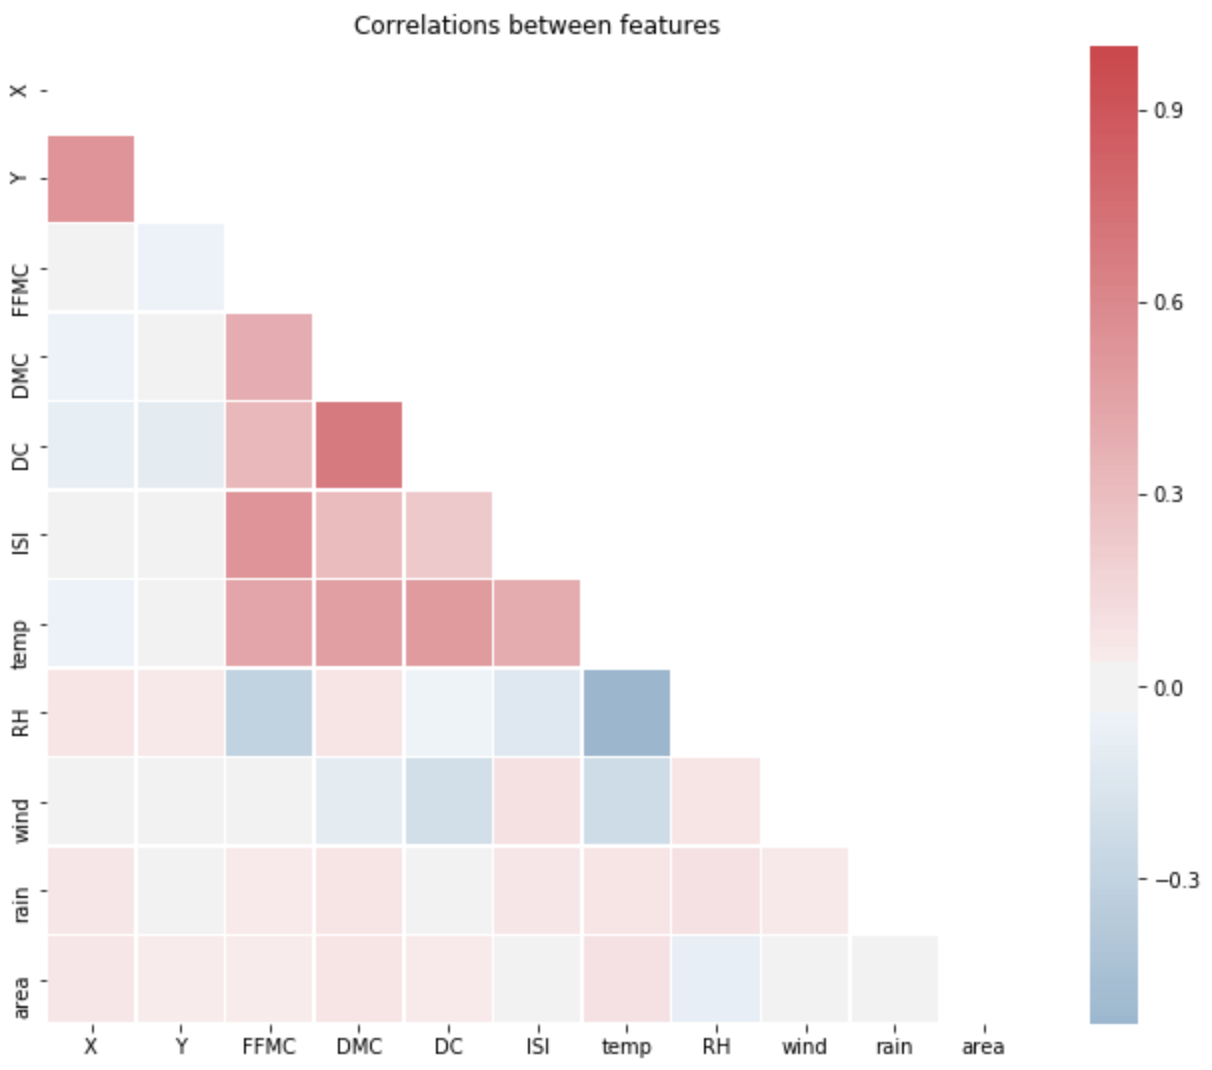 Correlations between features
X
Y
FFMC
DMC
DC
ISI
temp
RH
wind
rain
area
X Y FFMC DMC DC ISI temp RH wind rain area
0.9
0.6
0.3
0.0
−0.3